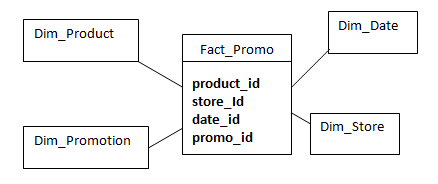 Dim_Product
Dim_Date
Fact_Promo
product_id
store_Id
date_id
promo_id
Dim_Promotion
Dim_Store